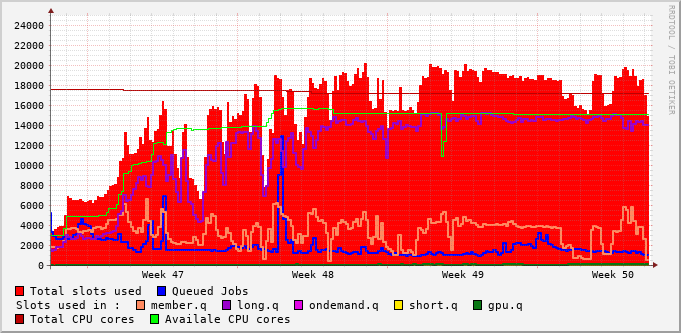 RRDTOOL / TOBI OETIKER
24000
22000
20000
18000
16000
14000
12000
10000
8000
6000
4000
2000
0
Week 47 Week 48 Week 49 Week 50
Total slots used Queued Jobs
Slots used in : member.q long.q ondemand.q short.q gpu.q
Total CPU cores Availale CPU cores